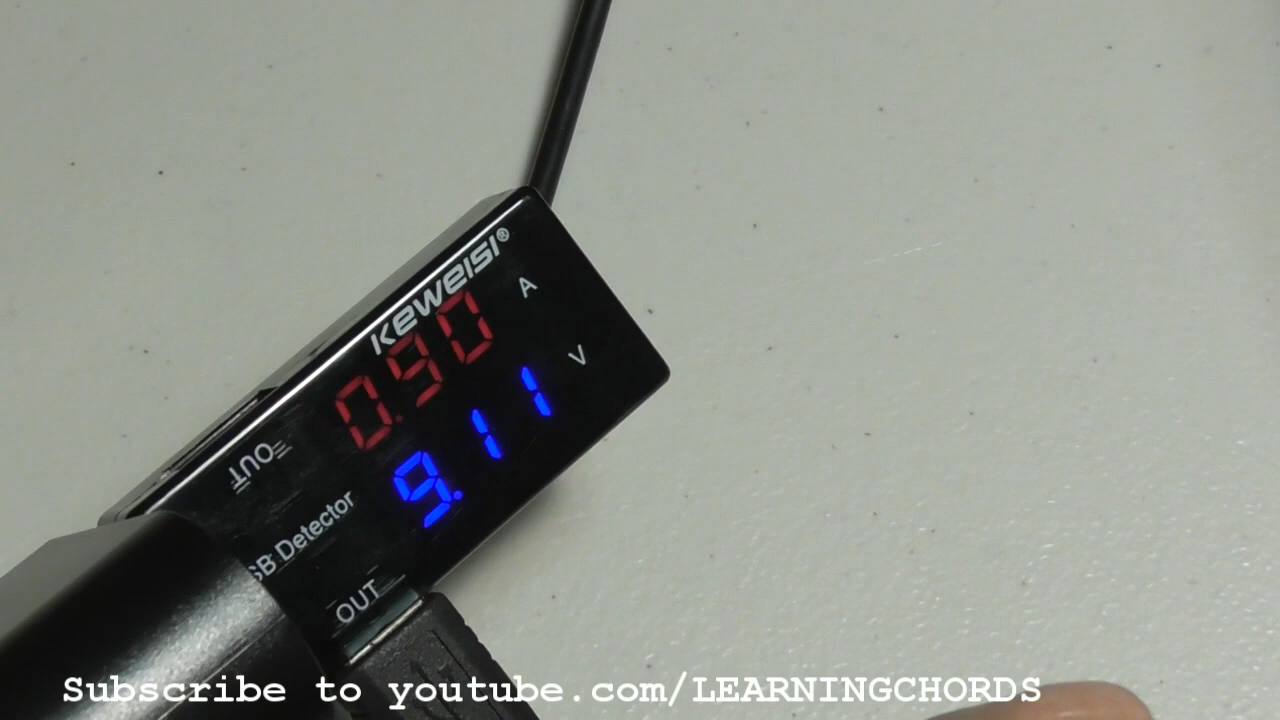 KEWEISI®
0.90 A
9.11 V
OUT
SB Detector
OUT
Subscribe to youtube.com/LEARNINGCHORDS